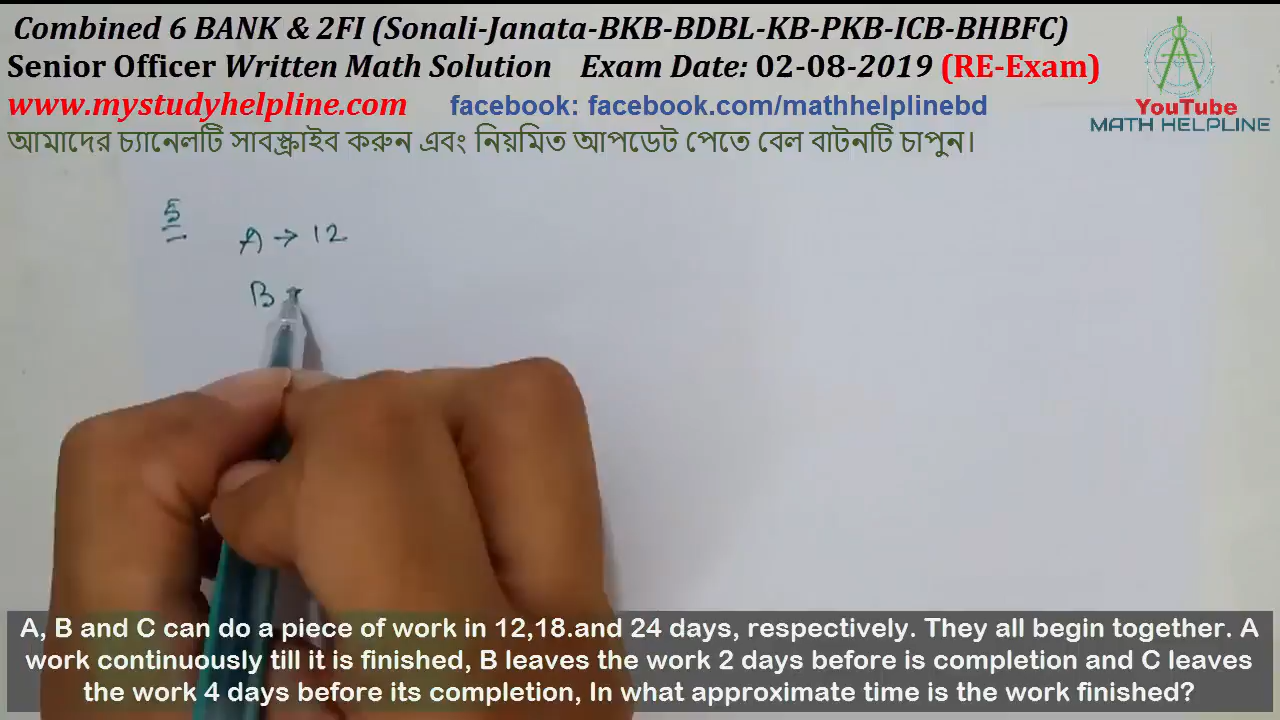 Combined 6 BANK & 2FI (Sonali-Janata-BKB-BDBL-KB-PKB-ICB-BHBFC)
Senior Officer Written Math Solution Exam Date: 02-08-2019 (RE-Exam)
www.mystudyhelpline.com facebook: facebook.com/mathhelplinebd
আমাদের চ্যানেলটি সাবস্ক্রাইব করুন এবং নিয়মিত আপডেট পেতে বেল বাটনটি চাপুন।
YouTube
MATH HELPLINE
5
A → 12
B
A, B and C can do a piece of work in 12,18.and 24 days, respectively. They all begin together. A
work continuously till it is finished, B leaves the work 2 days before is completion and C leaves
the work 4 days before its completion, In what approximate time is the work finished?